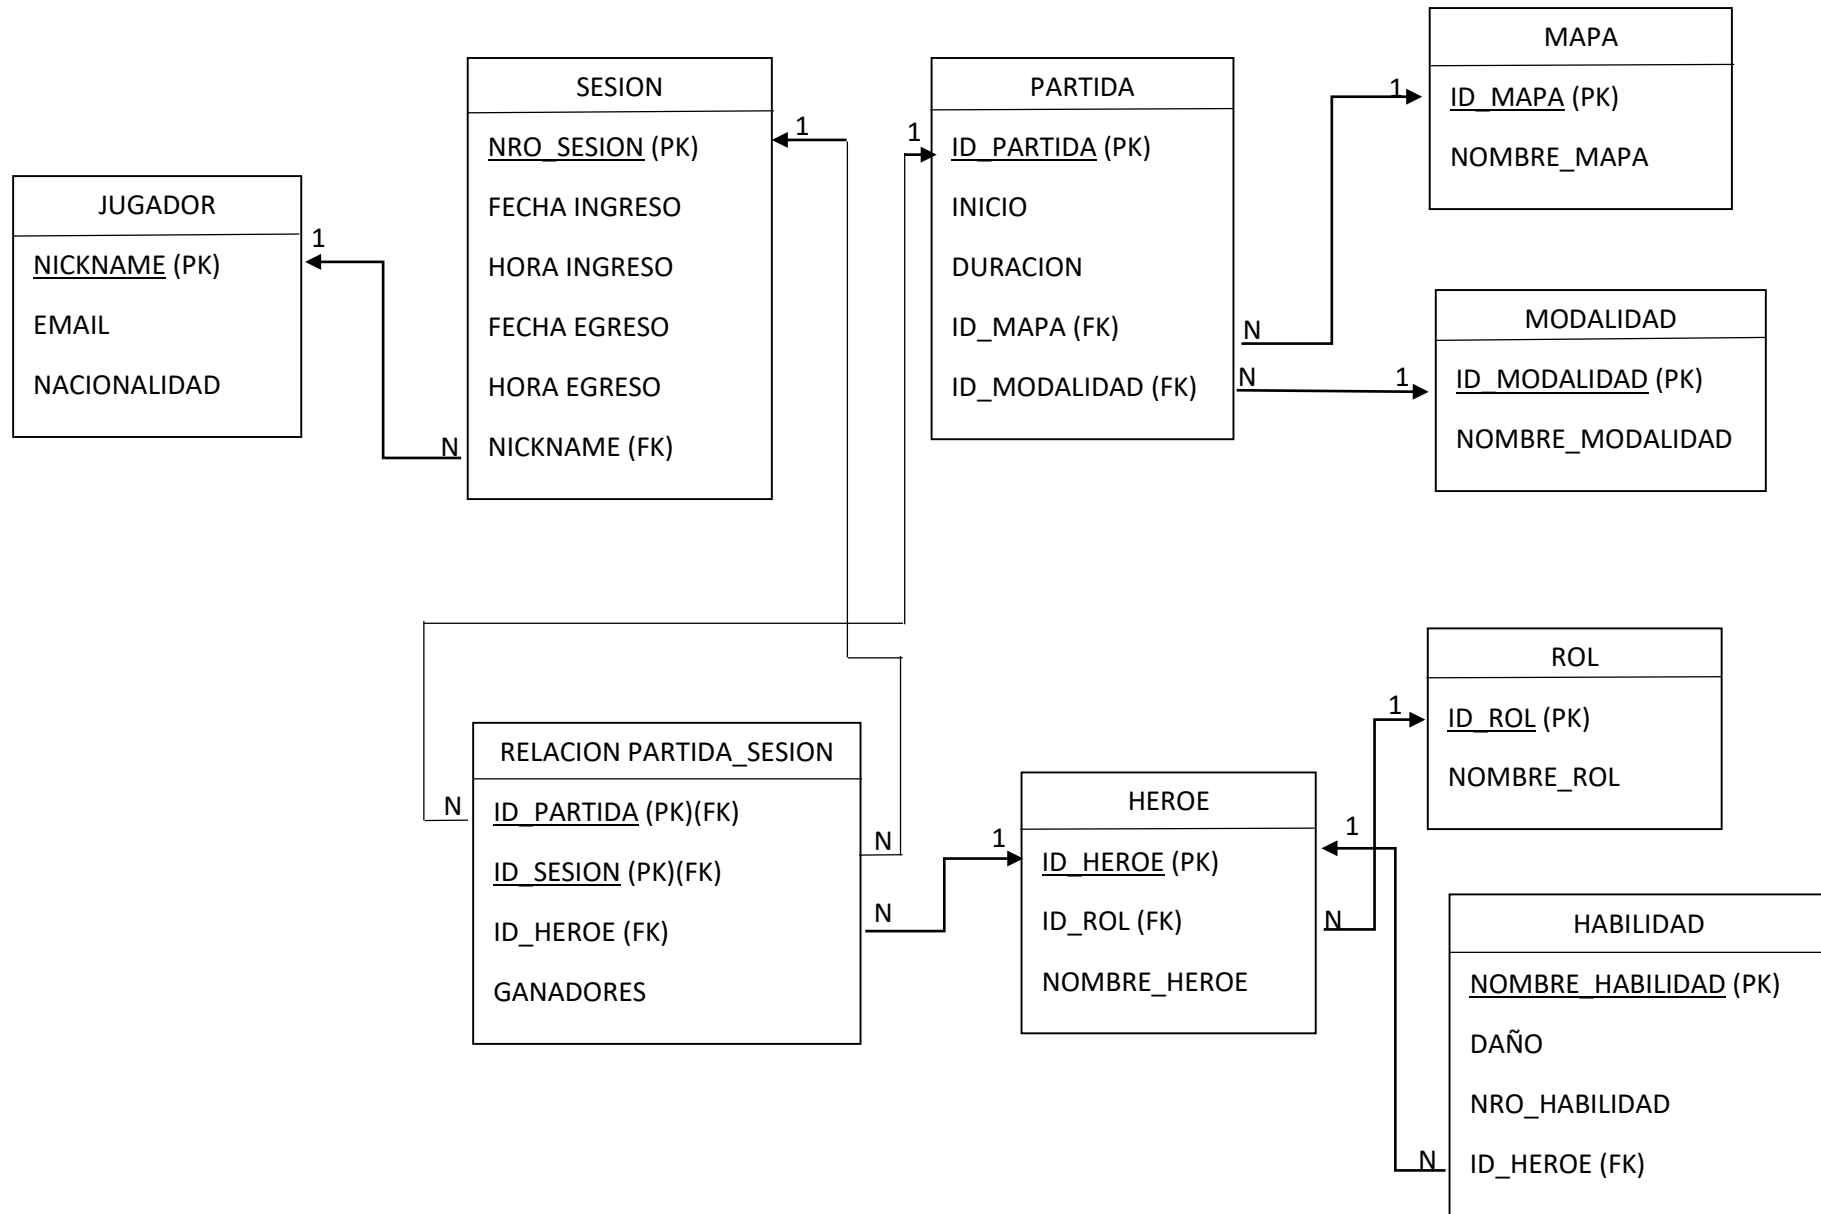 JUGADOR
NICKNAME (PK)
EMAIL
NACIONALIDAD
1
N
SESION
NRO_SESION (PK)
FECHA INGRESO
HORA INGRESO
FECHA EGRESO
HORA EGRESO
NICKNAME (FK)
1
1
PARTIDA
ID_PARTIDA (PK)
INICIO
DURACION
ID_MAPA (FK)
ID_MODALIDAD (FK)
N
N
1
1
MAPA
ID_MAPA (PK)
NOMBRE_MAPA
MODALIDAD
ID_MODALIDAD (PK)
NOMBRE_MODALIDAD
N
RELACION PARTIDA_SESION
ID_PARTIDA (PK)(FK)
ID_SESION (PK)(FK)
ID_HEROE (FK)
GANADORES
N
N
1
HEROE
ID_HEROE (PK)
ID_ROL (FK)
NOMBRE_HEROE
1
N
1
ROL
ID_ROL (PK)
NOMBRE_ROL
HABILIDAD
NOMBRE_HABILIDAD (PK)
DAÑO
NRO_HABILIDAD
ID_HEROE (FK)
N